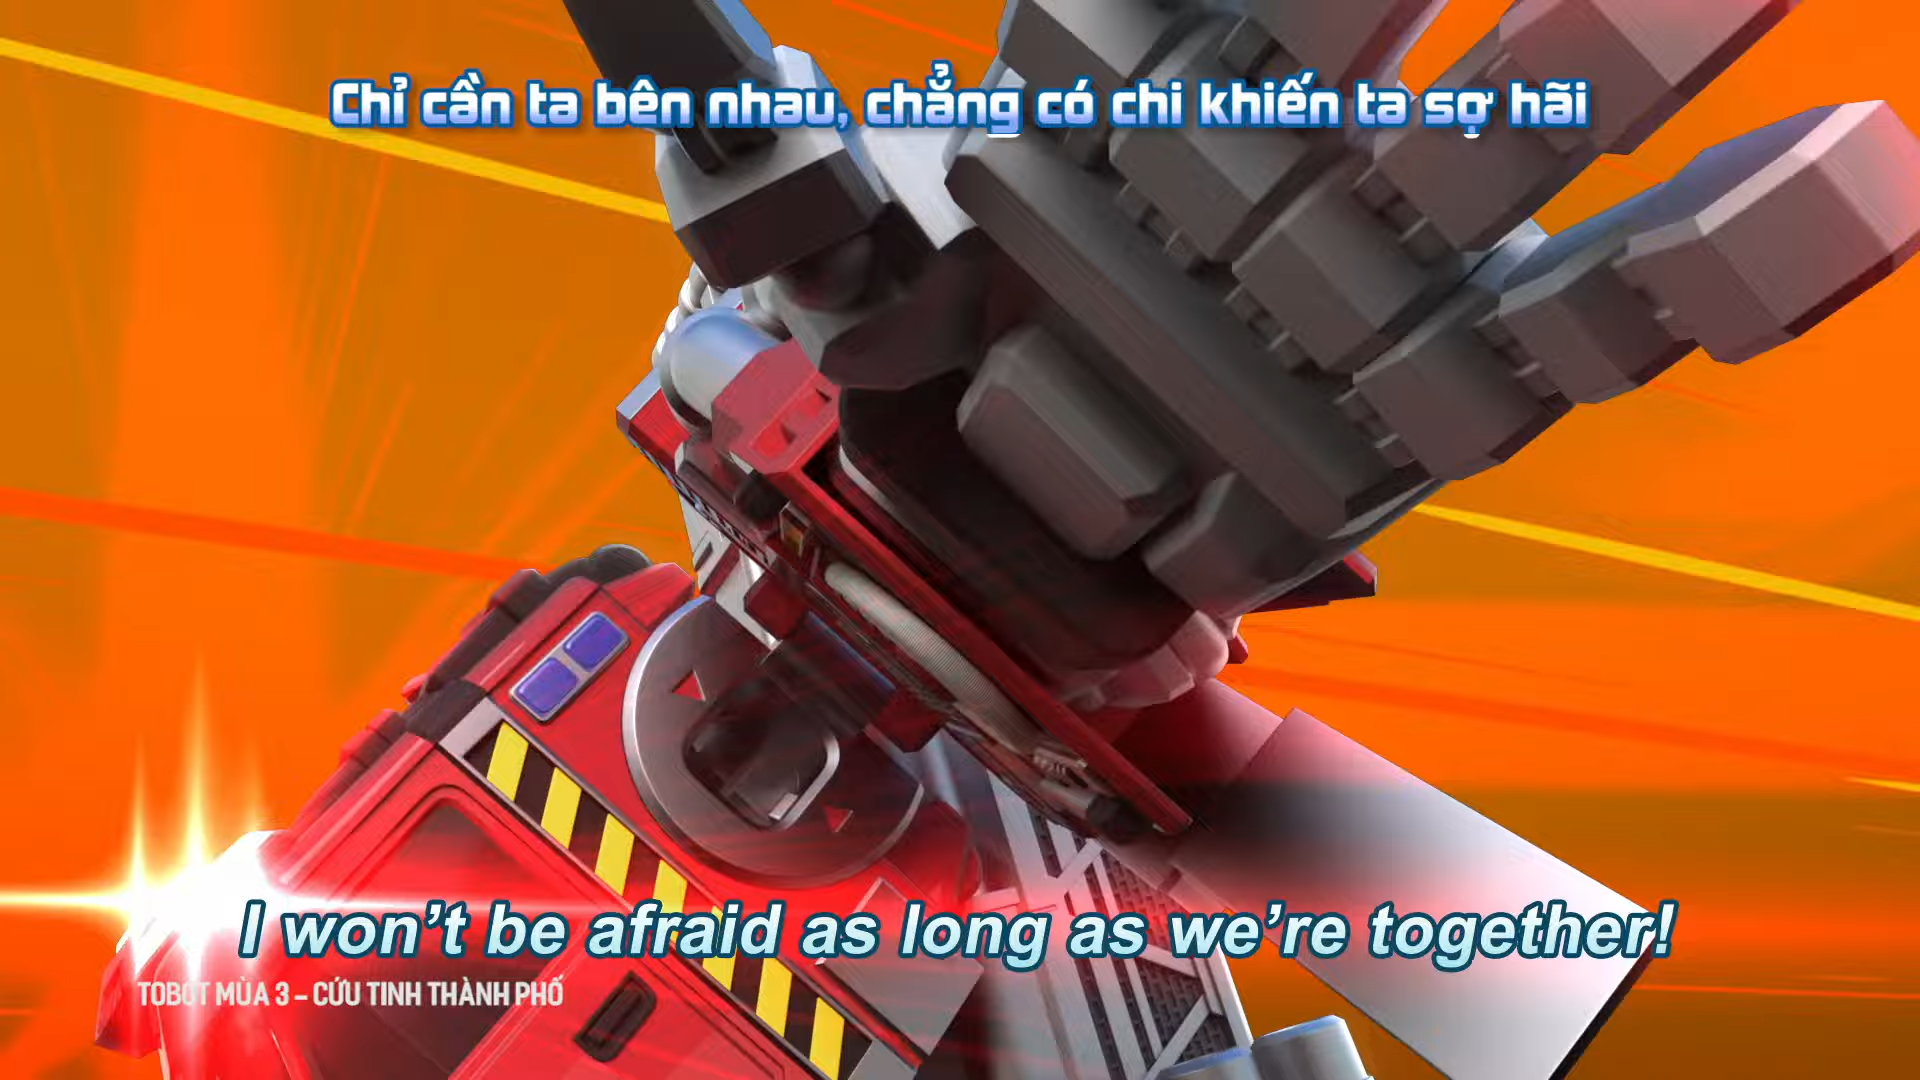 Chỉ cần ta bên nhau, chẳng có chi khiến ta sợ hãi
I won't be afraid as long as we're together!
TOBOT MÙA 3 – CỨU TINH THÀNH PHỐ